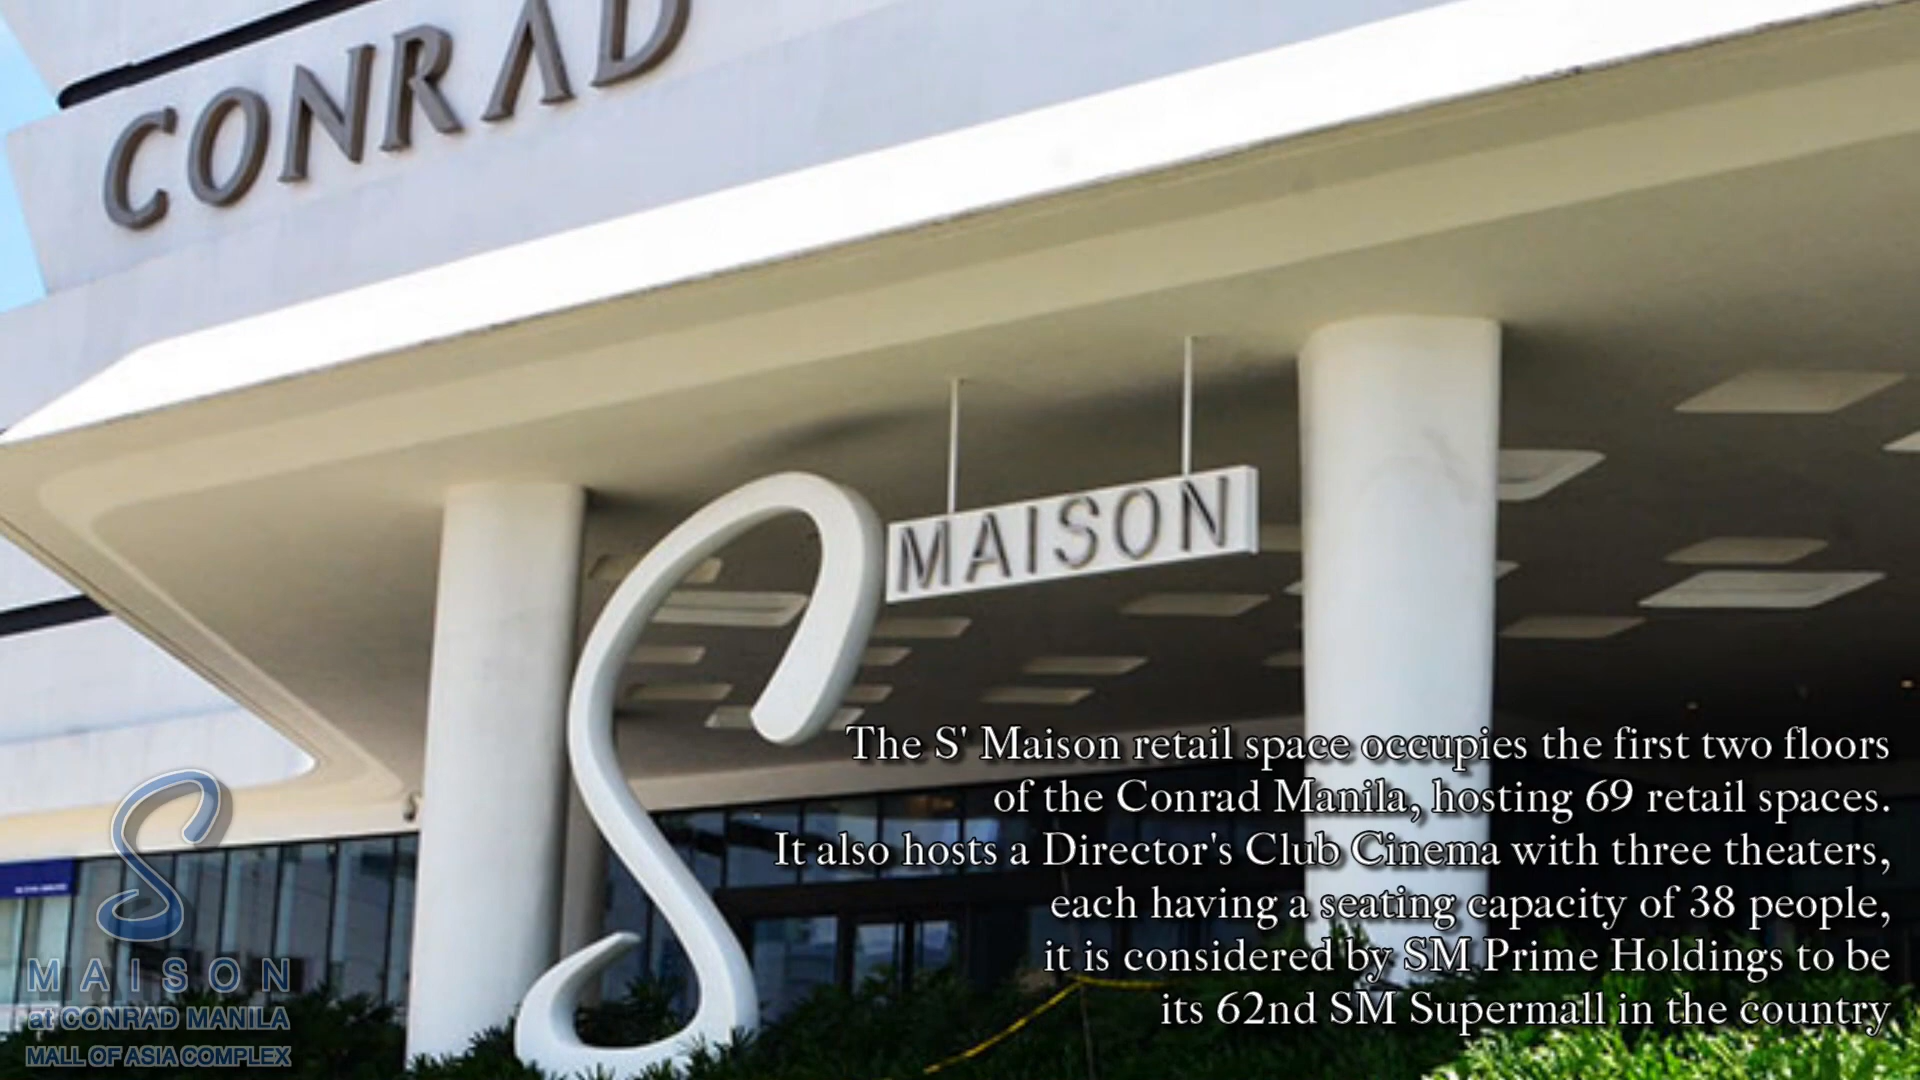 CONRAD
S MAISON
The S' Maison retail space occupies the first two floors
of the Conrad Manila, hosting 69 retail spaces.
It also hosts a Director's Club Cinema with three theaters,
each having a seating capacity of 38 people,
it is considered by SM Prime Holdings to be
its 62nd SM Supermall in the country
S
MAISON
at CONRAD MANILA
MALL OF ASIA COMPLEX